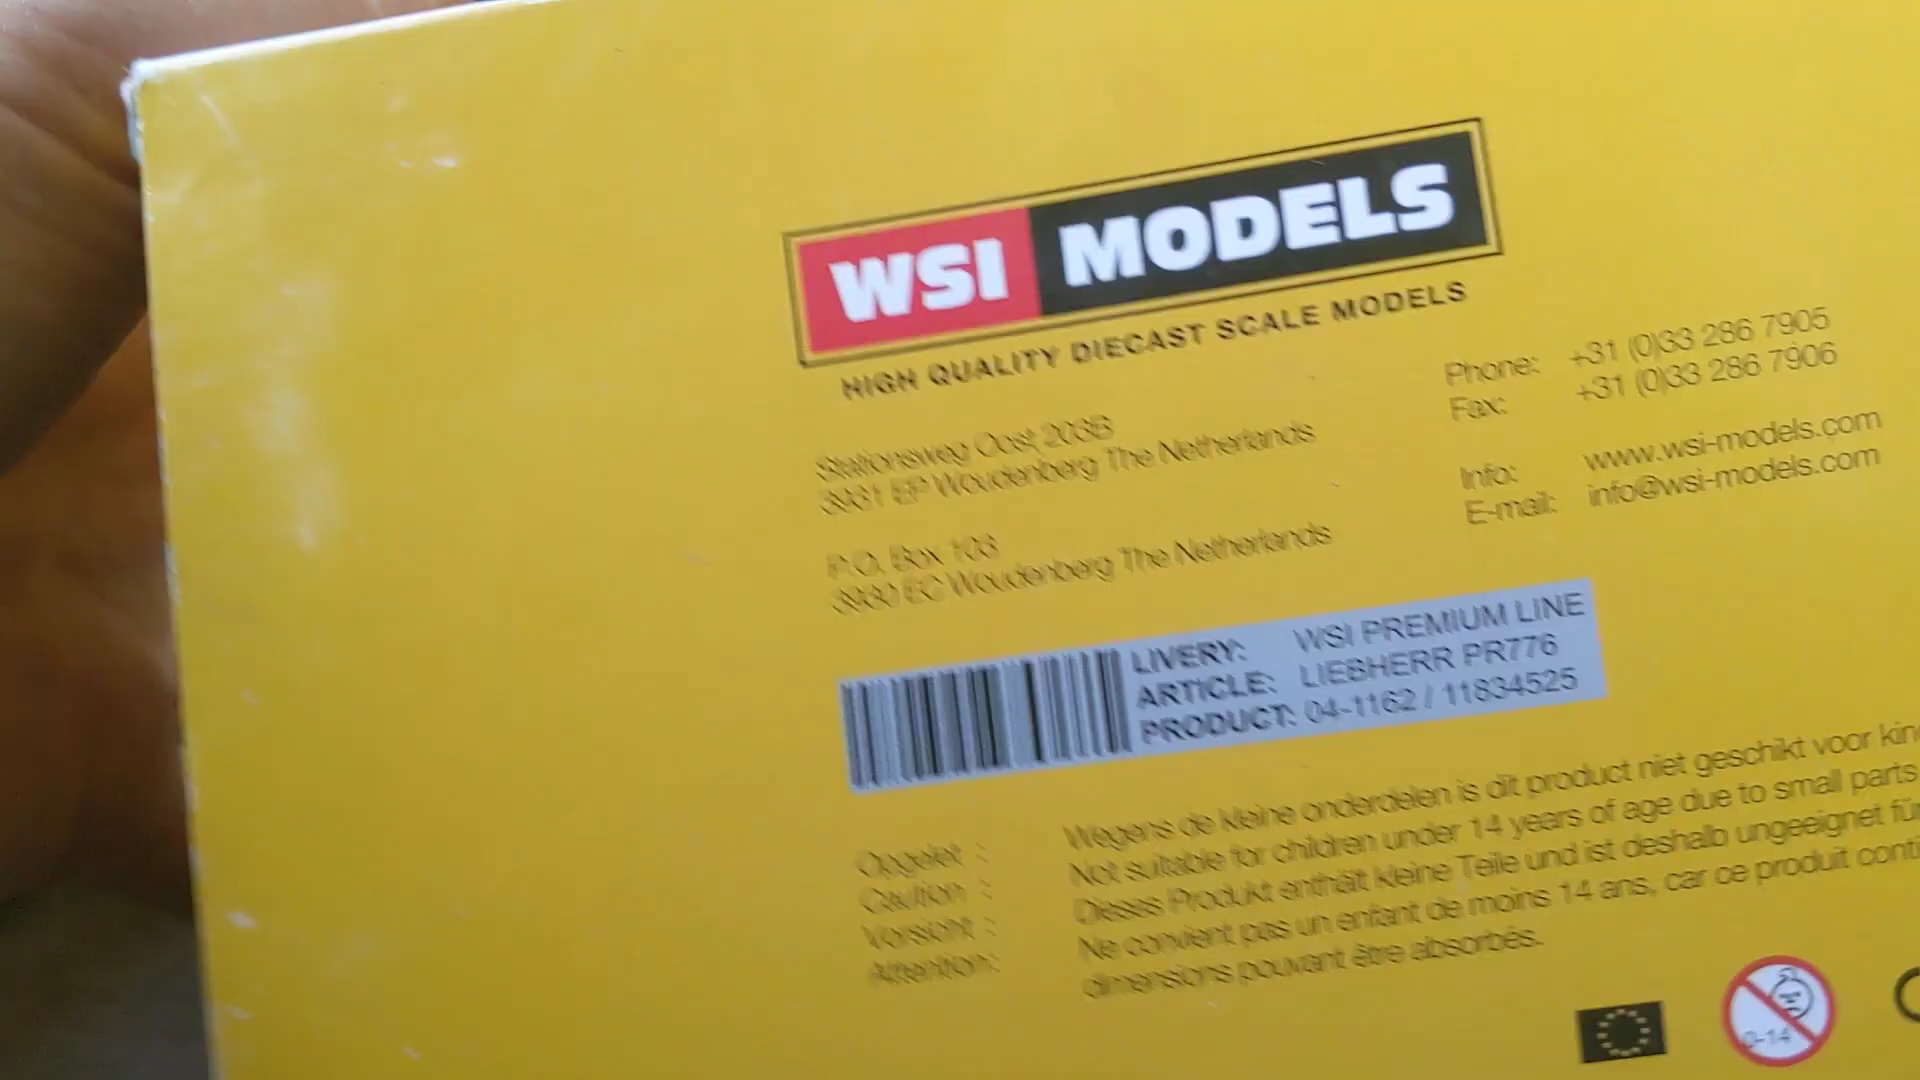 WSI MODELS
HIGH QUALITY DIECAST SCALE MODELS
Stationsweg Oost 203B
3931 EP Woudenberg The Netherlands
P.O. Box 103
3930 EC Woudenberg The Netherlands
Phone: +31 (0)33 286 7905
Fax: +31 (0)33 286 7906
Info: www.wsi-models.com
E-mail: info@wsi-models.com
LIVERY: WSI PREMIUM LINE
ARTICLE: LIEBHERR PR776
PRODUCT: 04-1162 / 11834525
Opgelet : Wegens de kleine onderdelen is dit product niet geschikt voor
Caution : Not suitable for children under 14 years of age due to small parts
Vorsicht : Dieses Produkt enthält kleine Teile und ist deshalb ungeeignet für
Attention: Ne convient pas un enfant de moins 14 ans, car ce produit
dimensions pouvant être absorbés.
0-14